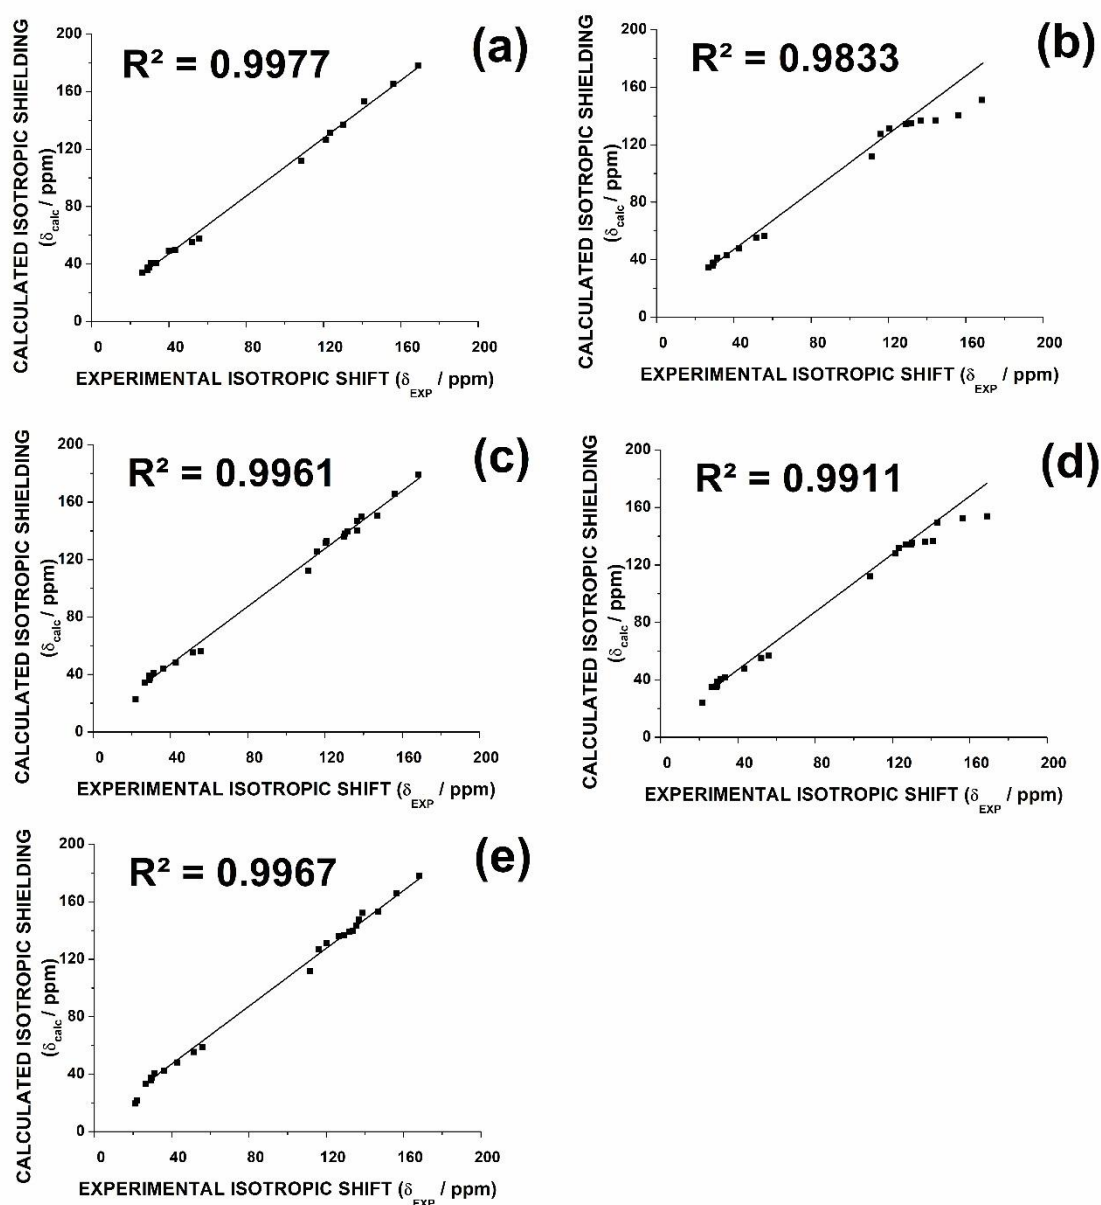 (a)
R² = 0.9977
CALCULATED ISOTROPIC SHIELDING
(δcalc / ppm)
200
160
120
80
40
0
0 40 80 120 160 200
EXPERIMENTAL ISOTROPIC SHIFT (δEXP / ppm)
(b)
R² = 0.9833
CALCULATED ISOTROPIC SHIELDING
(δcalc / ppm)
200
160
120
80
40
0
0 40 80 120 160 200
EXPERIMENTAL ISOTROPIC SHIFT (δEXP / ppm)
(c)
R² = 0.9961
CALCULATED ISOTROPIC SHIELDING
(δcalc / ppm)
200
160
120
80
40
0
0 40 80 120 160 200
EXPERIMENTAL ISOTROPIC SHIFT (δEXP / ppm)
(d)
R² = 0.9911
CALCULATED ISOTROPIC SHIELDING
(δcalc / ppm)
200
160
120
80
40
0
0 40 80 120 160 200
EXPERIMENTAL ISOTROPIC SHIFT (δEXP / ppm)
(e)
R² = 0.9967
CALCULATED ISOTROPIC SHIELDING
(δcalc / ppm)
200
160
120
80
40
0
0 40 80 120 160 200
EXPERIMENTAL ISOTROPIC SHIFT (δEXP / ppm)